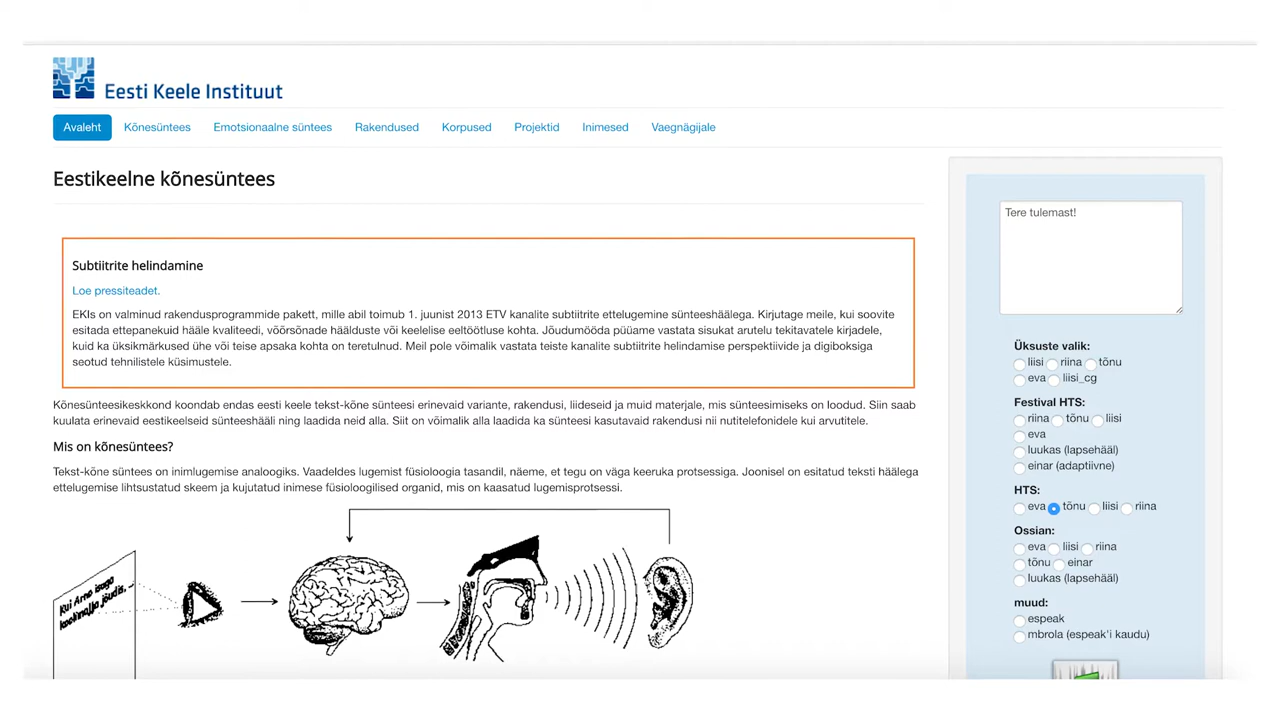 Eesti Keele Instituut
Avaleht Kõnesüntees Emotsionaalne süntees Rakendused Korpused Projektid Inimesed Vaegnägijale
Eestikeelne kõnesüntees
Subtiitrite helindamine
Loe pressiteadet.
EKIs on valminud rakendusprogrammide pakett, mille abil toimub 1. juunist 2013 ETV kanalite subtiitrite ettelugemine sünteeshäälega. Kirjutage meile, kui soovite
esitada ettepanekuid hääle kvaliteedi, võõrsõnade häälduste või keelelise eeltöötluse kohta. Jõudumööda püüame vastata sisukat arutelu tekitavatele kirjadele,
kuid ka üksikmärkused ühe või teise apsaka kohta on teretulnud. Meil pole võimalik vastata teiste kanalite subtiitrite helindamise perspektiivide ja digiboksiga
seotud tehnilistele küsimustele.
Kõnesünteesikeskkond koondab endas eesti keele tekst-kõne sünteesi erinevaid variante, rakendusi, liideseid ja muid materjale, mis sünteesimiseks on loodud. Siin saab
kuulata erinevaid eestikeelseid sünteeshääli ning laadida neid alla. Siit on võimalik alla laadida ka sünteesi kasutavaid rakendusi nii nutitelefonidele kui arvutitele.
Mis on kõnesüntees?
Tekst-kõne süntees on inimlugemise analoogiks. Vaadeldes lugemist füsioloogia tasandil, näeme, et tegu on väga keeruka protsessiga. Joonisel on esitatud teksti häälega
ettelugemise lihtsustatud skeem ja kujutatud inimese füsioloogilised organid, mis on kaasatud lugemisprotsessi.
Kui Arno isaga
koolimajja jõudis,
Tere tulemast!
Üksuste valik:
liisi riina tõnu
eva liisi_cg
Festival HTS:
riina tõnu liisi
eva
luukas (lapsehääl)
einar (adaptiivne)
HTS:
eva tõnu liisi riina
Ossian:
eva liisi riina
tõnu einar
luukas (lapsehääl)
muud:
espeak
mbrola (espeak'i kaudu)